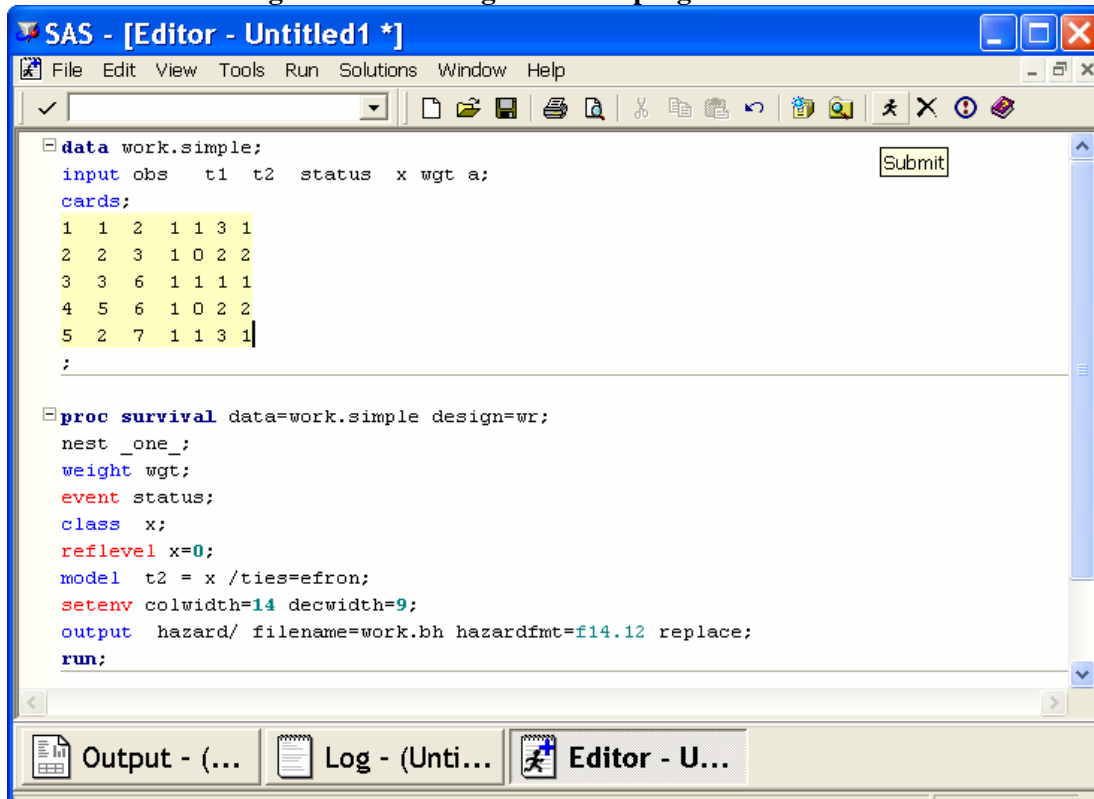 SAS - [Editor - Untitled1 *]
File Edit View Tools Run Solutions Window Help
Submit
data work.simple;
input obs t1 t2 status x wgt a;
cards;
1 1 2 1 1 3 1
2 2 3 1 0 2 2
3 3 6 1 1 1 1
4 5 6 1 0 2 2
5 2 7 1 1 3 1
;
proc survival data=work.simple design=wr;
nest _one_;
weight wgt;
event status;
class x;
reflevel x=0;
model t2 = x /ties=efron;
setenv colwidth=14 decwidth=9;
output hazard/ filename=work.bh hazardfmt=f14.12 replace;
run;
Output - (... Log - (Unti... Editor - U...